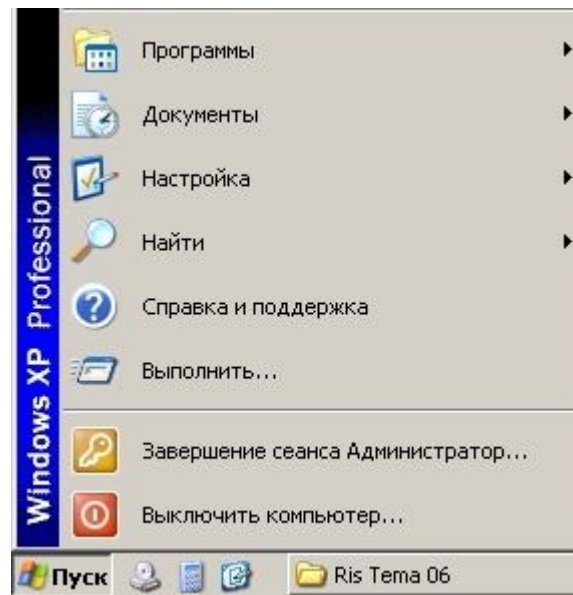 Программы
Документы
Настройка
Найти
Справка и поддержка
Выполнить...
Завершение сеанса Администратор...
Выключить компьютер...
Windows XP Professional
Пуск
Ris Tema 06